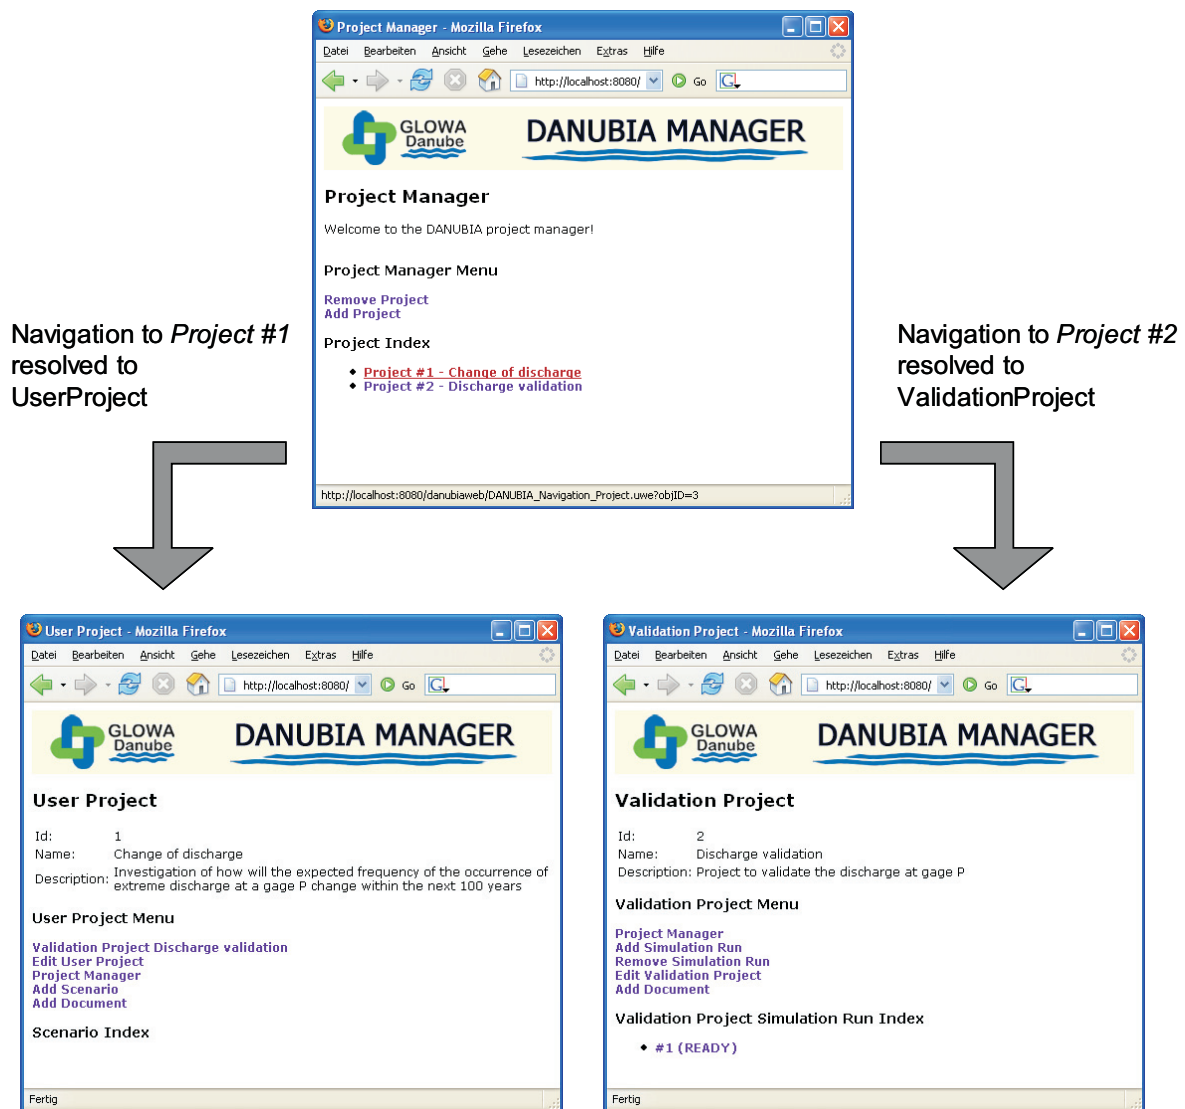 Project Manager - Mozilla Firefox
Datei Bearbeiten Ansicht Gehe Lesezeichen Extras Hilfe
http://localhost:8080/ Go G
GLOWA
Danube
DANUBIA MANAGER
Project Manager
Welcome to the DANUBIA project manager!
Project Manager Menu
Remove Project
Add Project
Project Index
Project #1 - Change of discharge
Project #2 - Discharge validation
http://localhost:8080/danubiaweb/DANUBIA_Navigation_Project.uwe?objID=3
Navigation to Project #1
resolved to
UserProject
Navigation to Project #2
resolved to
ValidationProject
User Project - Mozilla Firefox
Datei Bearbeiten Ansicht Gehe Lesezeichen Extras Hilfe
http://localhost:8080/ Go G
GLOWA
Danube
DANUBIA MANAGER
User Project
Id: 1
Name: Change of discharge
Description: Investigation of how will the expected frequency of the occurrence of
extreme discharge at a gage P change within the next 100 years
User Project Menu
Validation Project Discharge validation
Edit User Project
Project Manager
Add Scenario
Add Document
Scenario Index
Fertig
Validation Project - Mozilla Firefox
Datei Bearbeiten Ansicht Gehe Lesezeichen Extras Hilfe
http://localhost:8080/ Go G
GLOWA
Danube
DANUBIA MANAGER
Validation Project
Id: 2
Name: Discharge validation
Description: Project to validate the discharge at gage P
Validation Project Menu
Project Manager
Add Simulation Run
Remove Simulation Run
Edit Validation Project
Add Document
Validation Project Simulation Run Index
#1 (READY)
Fertig